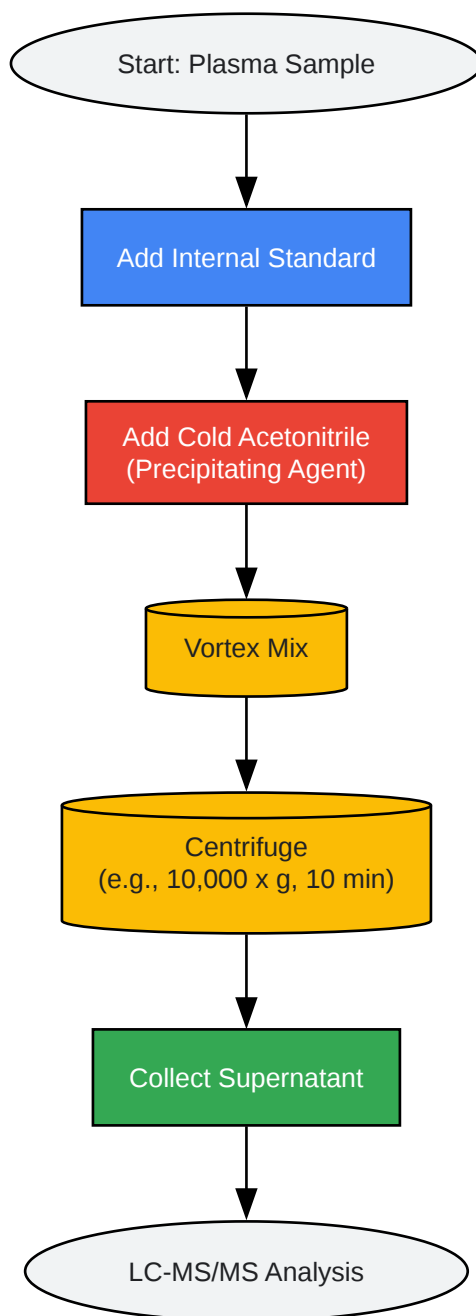 Start: Plasma Sample
Add Internal Standard
Add Cold Acetonitrile
(Precipitating Agent)
Vortex Mix
Centrifuge
(e.g., 10,000 x g, 10 min)
Collect Supernatant
LC-MS/MS Analysis